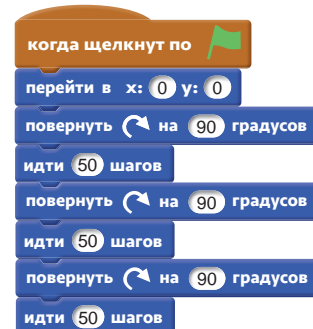 когда щелкнут по
перейти в x: 0 y: 0
повернуть на 90 градусов
идти 50 шагов
повернуть на 90 градусов
идти 50 шагов
повернуть на 90 градусов
идти 50 шагов